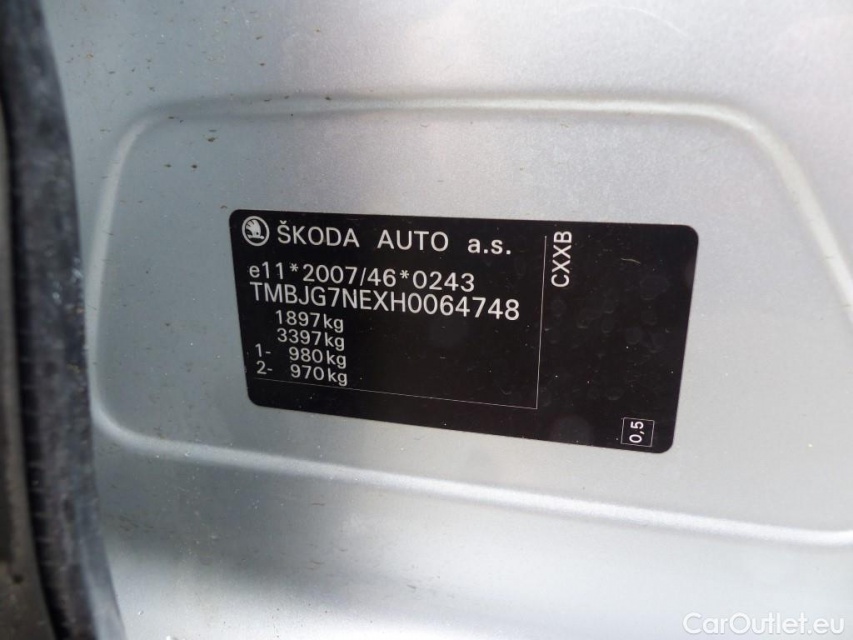 ŠKODA AUTO a.s.
e11*2007/46*0243
TMBJG7NEXH0064748
1897kg
3397kg
1- 980kg
2- 970kg
CXXB
0,5
CarOutlet.eu